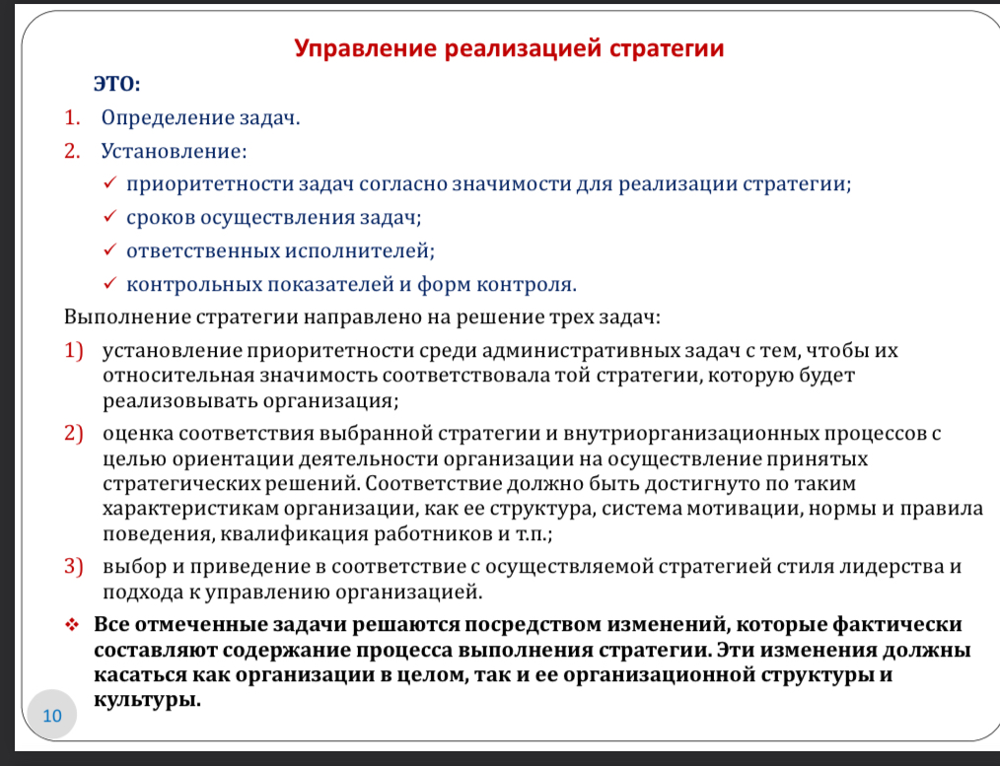 Управление реализацией стратегии
ЭТО:
1. Определение задач.
2. Установление:
✓ приоритетности задач согласно значимости для реализации стратегии;
✓ сроков осуществления задач;
✓ ответственных исполнителей;
✓ контрольных показателей и форм контроля.
Выполнение стратегии направлено на решение трех задач:
1) установление приоритетности среди административных задач с тем, чтобы их
относительная значимость соответствовала той стратегии, которую будет
реализовывать организация;
2) оценка соответствия выбранной стратегии и внутриорганизационных процессов с
целью ориентации деятельности организации на осуществление принятых
стратегических решений. Соответствие должно быть достигнуто по таким
характеристикам организации, как ее структура, система мотивации, нормы и правила
поведения, квалификация работников и т.п.;
3) выбор и приведение в соответствие с осуществляемой стратегией стиля лидерства и
подхода к управлению организацией.
❖ Все отмеченные задачи решаются посредством изменений, которые фактически
составляют содержание процесса выполнения стратегии. Эти изменения должны
касаться как организации в целом, так и ее организационной структуры и
культуры.
10